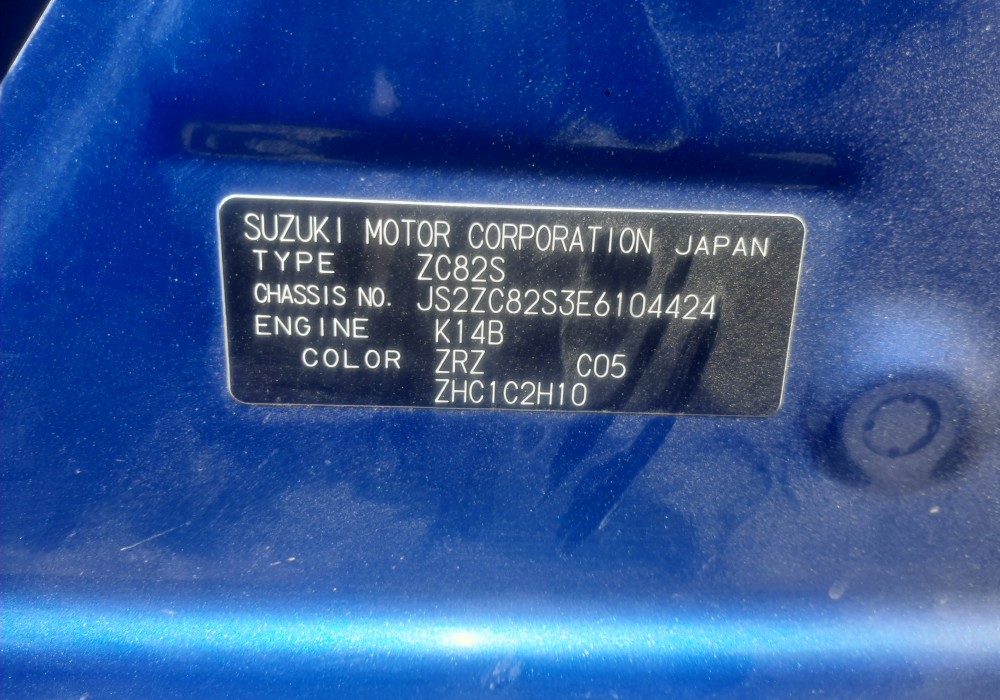 SUZUKI MOTOR CORPORATION JAPAN
TYPE ZC82S
CHASSIS NO. JS2ZC82S3E6104424
ENGINE K14B
COLOR ZRZ C05
ZHC1C2H10